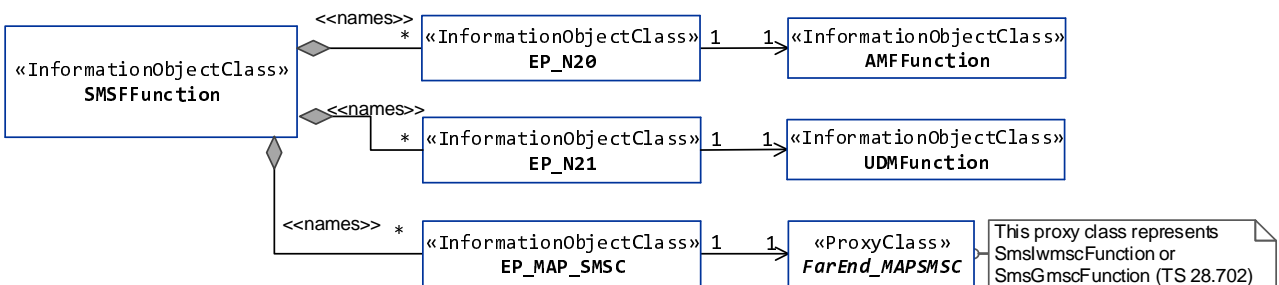 <<names>>
* «InformationObjectClass» 1 1 «InformationObjectClass»
EP_N20 AMFFunction
«InformationObjectClass»
SMSFFunction
<<names>>
* «InformationObjectClass» 1 1 «InformationObjectClass»
EP_N21 UDMFunction
<<names>>
* «InformationObjectClass» 1 1 «ProxyClass»
EP_MAP_SMSC FarEnd_MAPSMSC
This proxy class represents
SmsIwmscFunction or
SmsGmscFunction (TS 28.702)